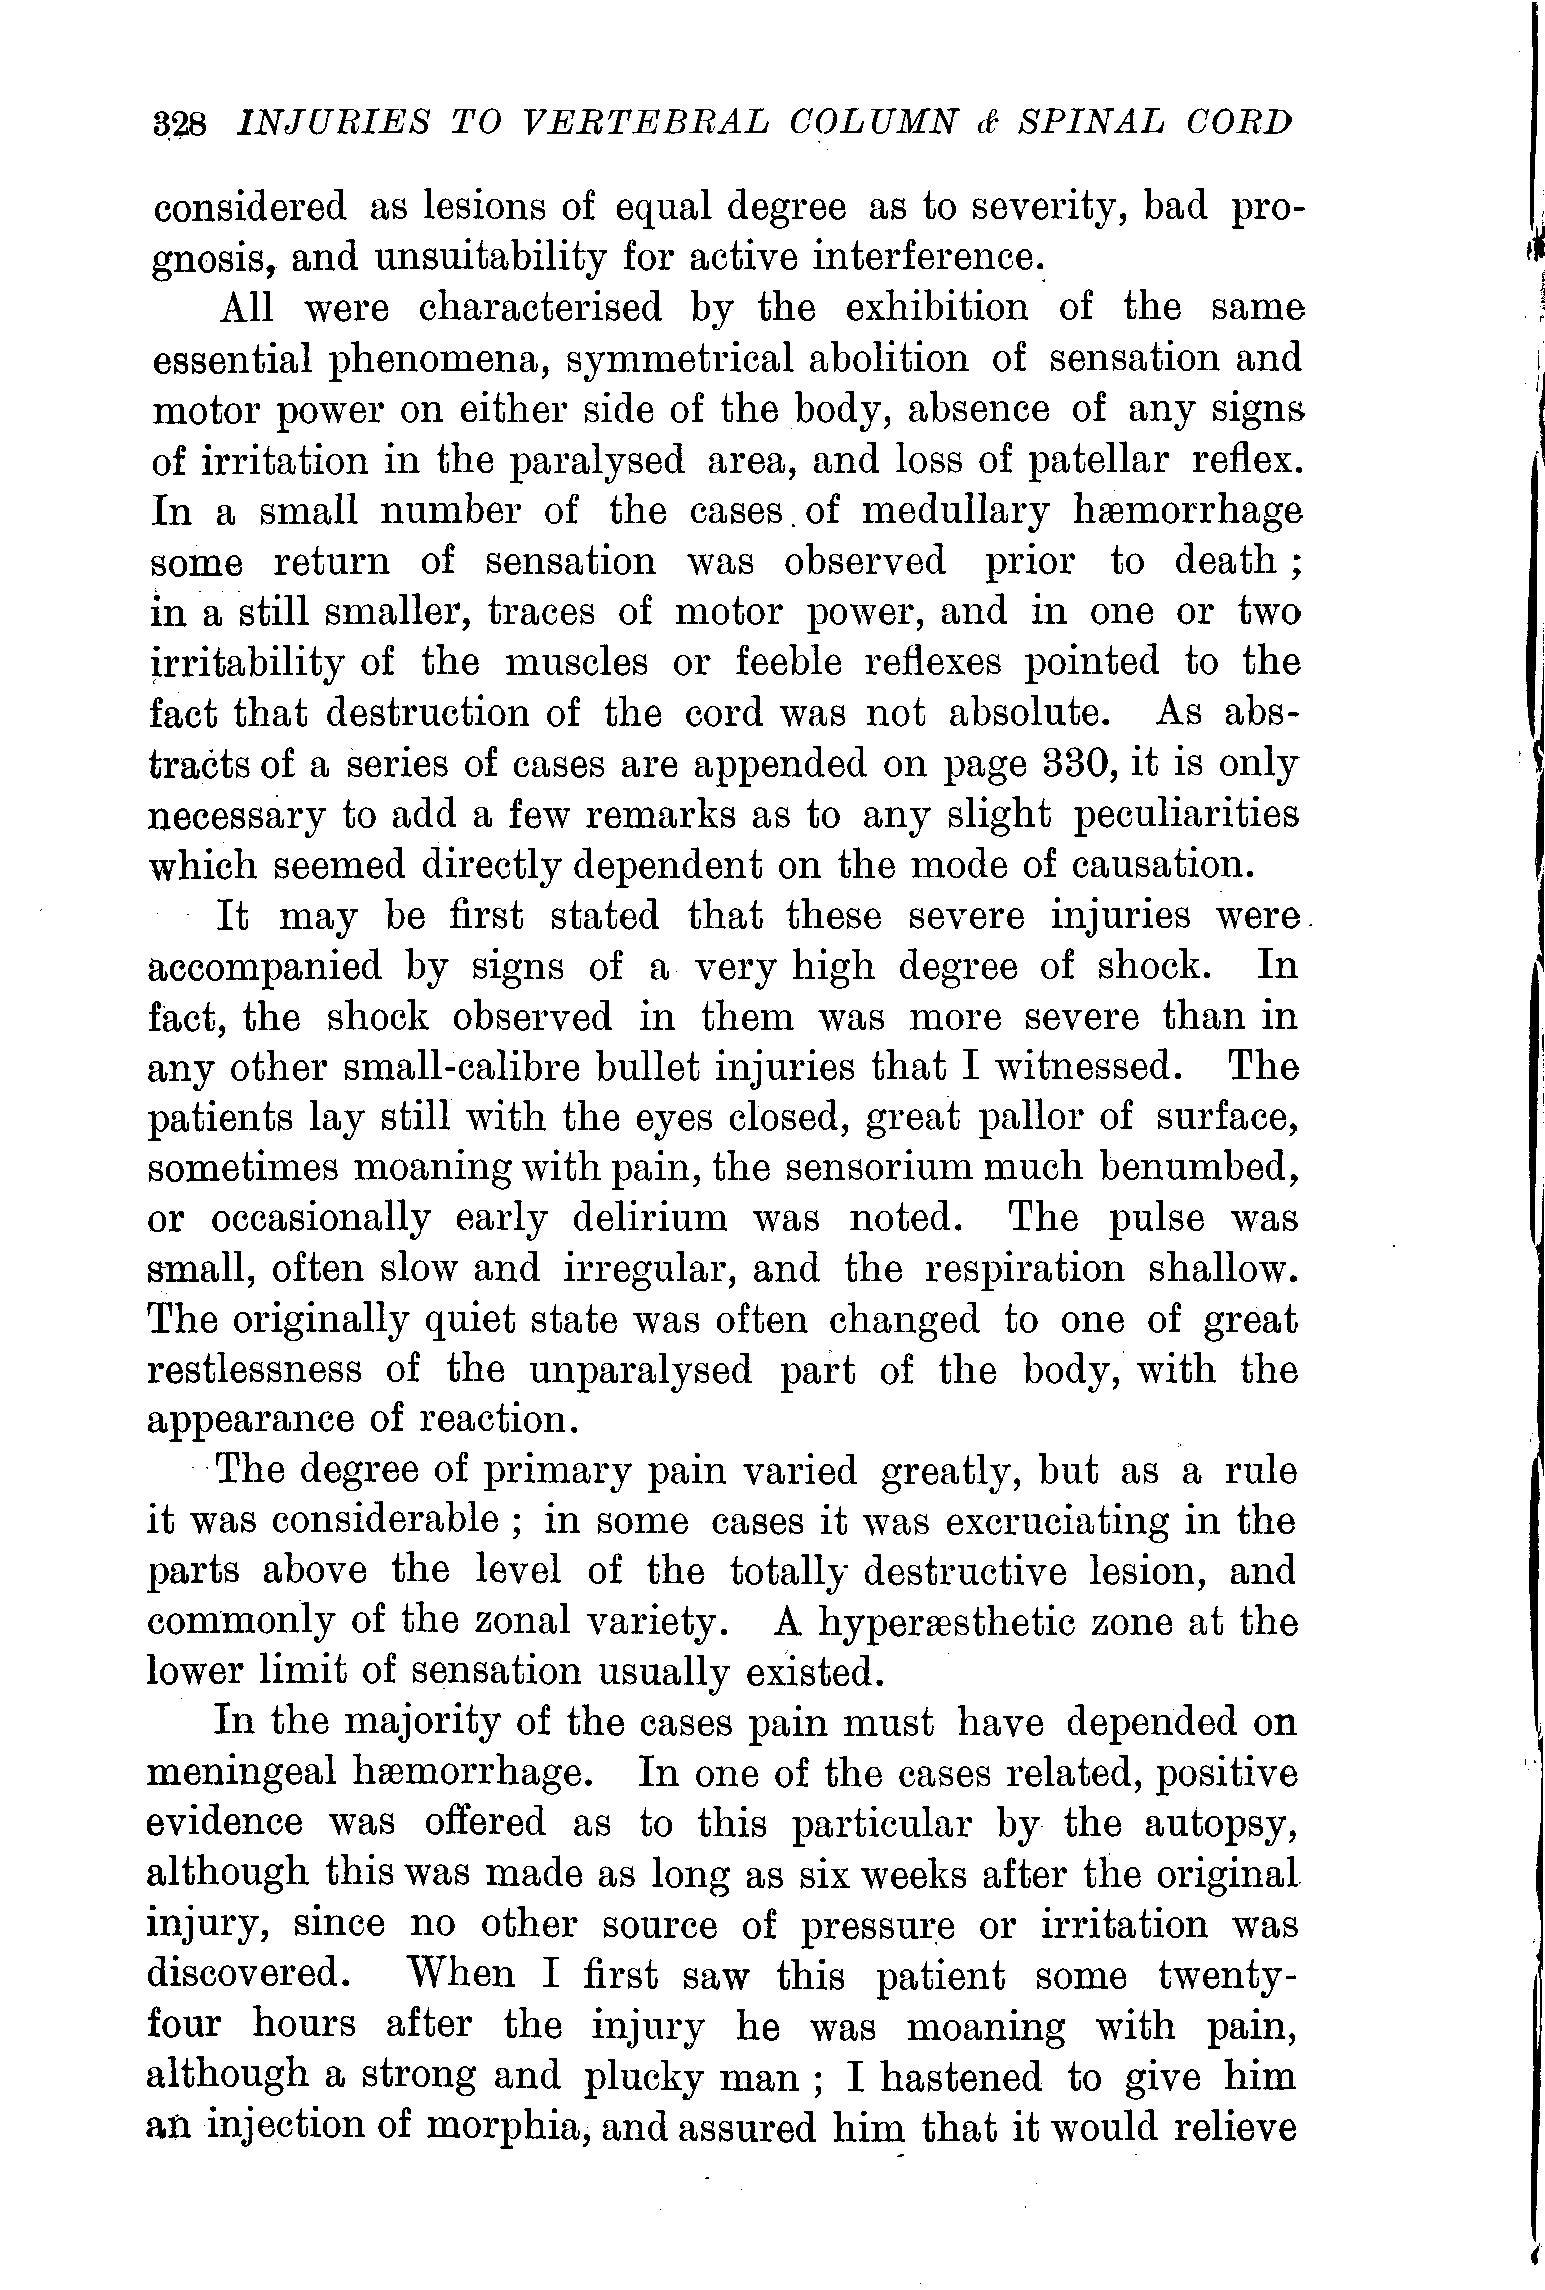 328 INJURIES TO VERTEBRAL COLUMN & SPINAL CORD
considered as lesions of equal degree as to severity, bad pro-
gnosis, and unsuitability for active interference.
All were characterised by the exhibition of the same
essential phenomena, symmetrical abolition of sensation and
motor power on either side of the body, absence of any signs
of irritation in the paralysed area, and loss of patellar reflex.
In a small number of the cases of medullary hæmorrhage
some return of sensation was observed prior to death ;
in a still smaller, traces of motor power, and in one or two
irritability of the muscles or feeble reflexes pointed to the
fact that destruction of the cord was not absolute. As abs-
tracts of a series of cases are appended on page 330, it is only
necessary to add a few remarks as to any slight peculiarities
which seemed directly dependent on the mode of causation.
It may be first stated that these severe injuries were
accompanied by signs of a very high degree of shock. In
fact, the shock observed in them was more severe than in
any other small-calibre bullet injuries that I witnessed. The
patients lay still with the eyes closed, great pallor of surface,
sometimes moaning with pain, the sensorium much benumbed,
or occasionally early delirium was noted. The pulse was
small, often slow and irregular, and the respiration shallow.
The originally quiet state was often changed to one of great
restlessness of the unparalysed part of the body, with the
appearance of reaction.
The degree of primary pain varied greatly, but as a rule
it was considerable ; in some cases it was excruciating in the
parts above the level of the totally destructive lesion, and
commonly of the zonal variety. A hyperæsthetic zone at the
lower limit of sensation usually existed.
In the majority of the cases pain must have depended on
meningeal hæmorrhage. In one of the cases related, positive
evidence was offered as to this particular by the autopsy,
although this was made as long as six weeks after the original
injury, since no other source of pressure or irritation was
discovered. When I first saw this patient some twenty-
four hours after the injury he was moaning with pain,
although a strong and plucky man ; I hastened to give him
an injection of morphia, and assured him that it would relieve